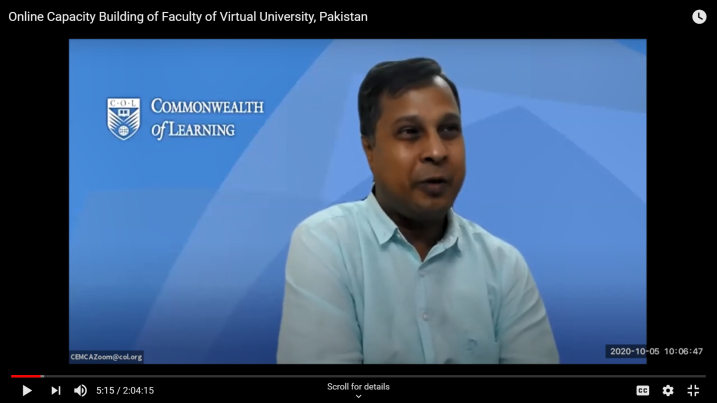 Online Capacity Building of Faculty of Virtual University, Pakistan
C·O·L
COMMONWEALTH
of LEARNING
CEMCAZoom@col.org
2020-10-05 10:06:47
5:15 / 2:04:15
Scroll for details
CC